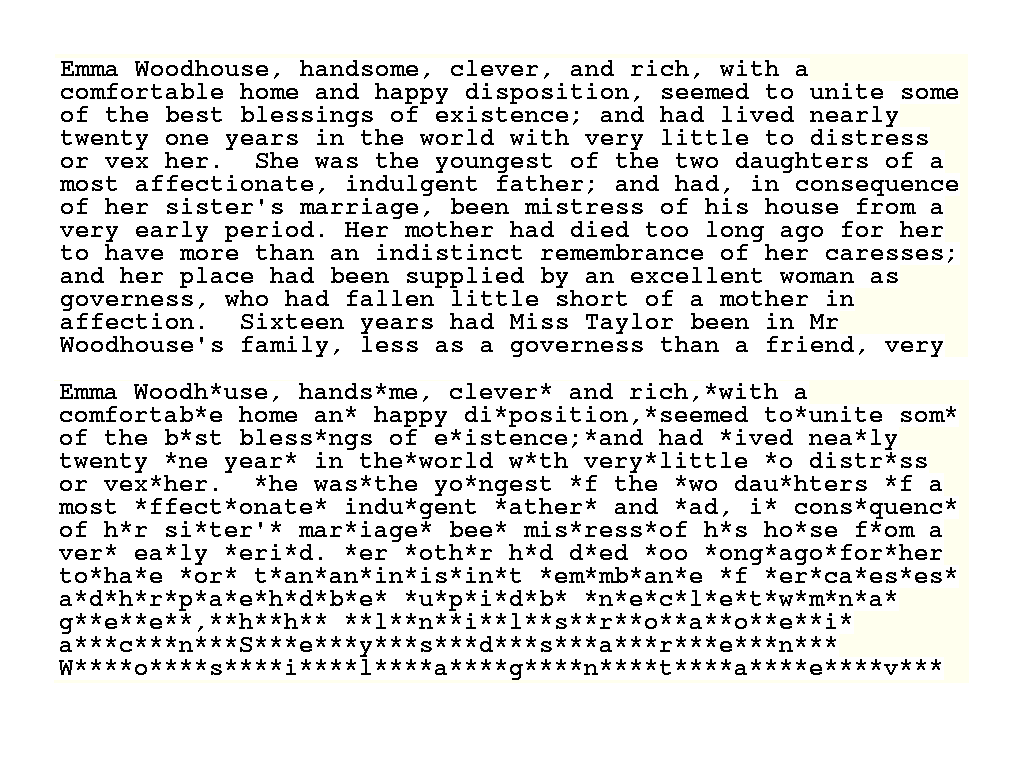 Emma Woodhouse, handsome, clever, and rich, with a
comfortable home and happy disposition, seemed to unite some
of the best blessings of existence; and had lived nearly
twenty one years in the world with very little to distress
or vex her.  She was the youngest of the two daughters of a
most affectionate, indulgent father; and had, in consequence
of her sister's marriage, been mistress of his house from a
very early period. Her mother had died too long ago for her
to have more than an indistinct remembrance of her caresses;
and her place had been supplied by an excellent woman as
governess, who had fallen little short of a mother in
affection.  Sixteen years had Miss Taylor been in Mr
Woodhouse's family, less as a governess than a friend, very
Emma Woodh*use, hands*me, clever* and rich,*with a
comfortab*e home an* happy di*position,*seemed to*unite som*
of the b*st bless*ngs of e*istence;*and had *ived nea*ly
twenty *ne year* in the*world w*th very*little *o distr*ss
or vex*her.  *he was*the yo*ngest *f the *wo dau*hters *f a
most *ffect*onate* indu*gent *ather* and *ad, i* cons*quenc*
of h*r si*ter'* mar*iage* bee* mis*ress*of h*s ho*se f*om a
ver* ea*ly *eri*d. *er *oth*r h*d d*ed *oo *ong*ago*for*her
to*ha*e *or* t*an*an*in*is*in*t *em*mb*an*e *f *er*ca*es*es*
a*d*h*r*p*a*e*h*d*b*e* *u*p*i*d*b* *n*e*c*l*e*t*w*m*n*a*
g**e**e**,**h**h** **l**n**i**l**s**r**o**a**o**e**i*
a***c***n***S***e***y***s***d***s***a***r***e***n***
W****o****s****i****l****a****g****n****t****a****e****v***